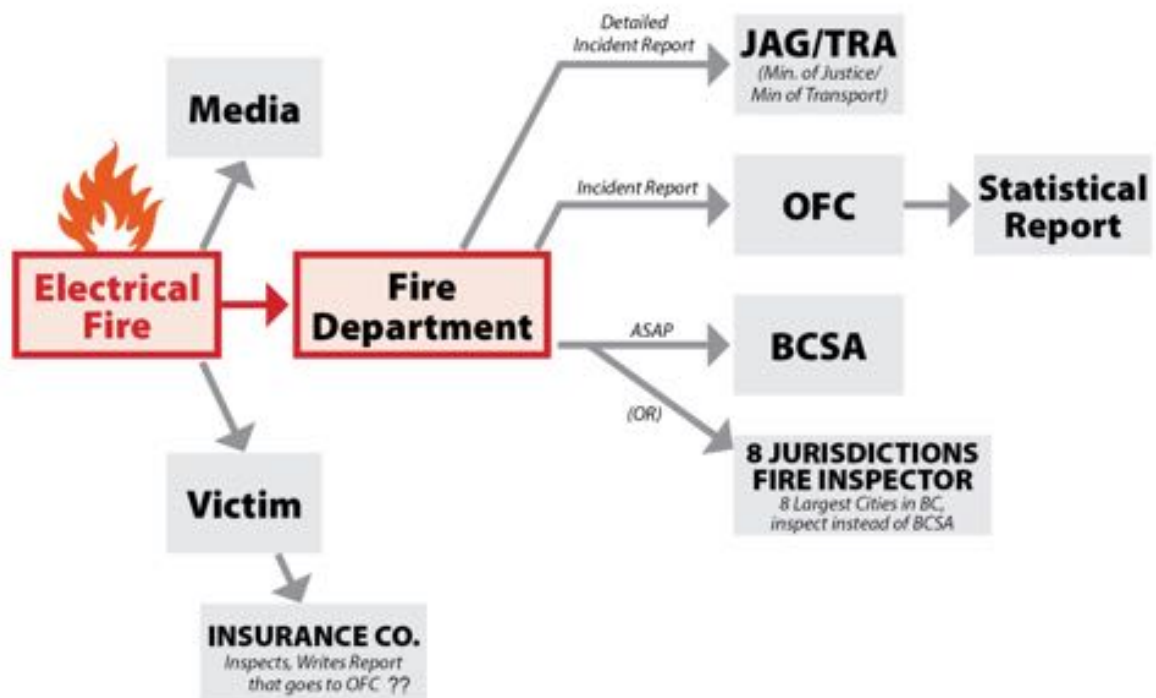 Detailed
Incident Report
JAG/TRA
(Min. of Justice/
Min of Transport)
Media
Incident Report
OFC
Statistical
Report
Electrical
Fire
Fire
Department
ASAP
BCSA
(OR)
8 JURISDICTIONS
FIRE INSPECTOR
8 Largest Cities in BC,
inspect instead of BCSA
Victim
INSURANCE CO.
Inspects, Writes Report
that goes to OFC ??